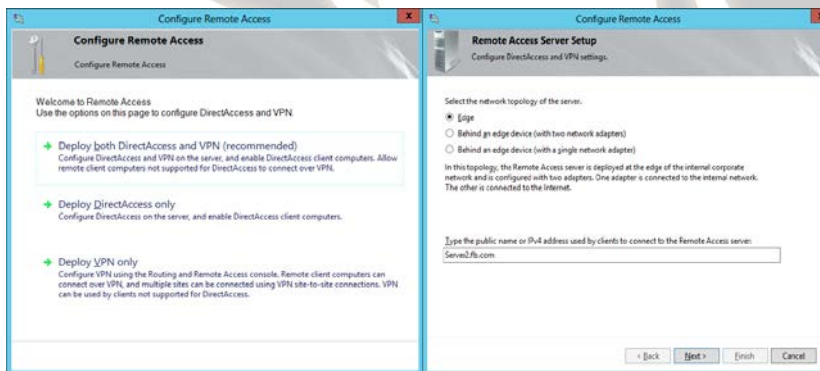 Configure Remote Access
Configure Remote Access
Configure Remote Access
Welcome to Remote Access
Use the options on this page to configure DirectAccess and VPN.
Deploy both DirectAccess and VPN (recommended)
Configure DirectAccess and VPN on the server, and enable DirectAccess client computers. Allow
remote client computers not supported for DirectAccess to connect over VPN.
Deploy DirectAccess only
Configure DirectAccess on the server, and enable DirectAccess client computers.
Deploy VPN only
Configure VPN using the Routing and Remote Access console. Remote client computers can
connect over VPN, and multiple sites can be connected using VPN site-to-site connections. VPN
can be used by clients not supported for DirectAccess.
Configure Remote Access
Remote Access Server Setup
Configure DirectAccess and VPN settings.
Select the network topology of the server.
Edge
Behind an edge device (with two network adapters)
Behind an edge device (with a single network adapter)
In this topology, the Remote Access server is deployed at the edge of the internal corporate
network and is configured with two adapters. One adapter is connected to the internal network.
The other is connected to the Internet.
Type the public name or IPv4 address used by clients to connect to the Remote Access server:
Server2.fb.com
< Back
Next >
Finish
Cancel